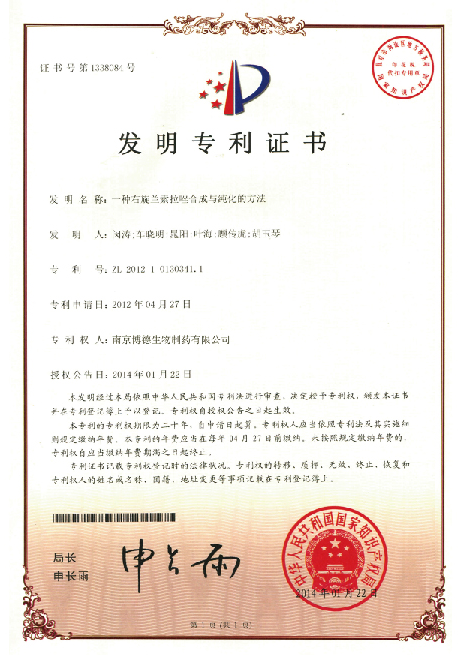 证书号第1338084号
发明专利证书
发明名称:一种右旋兰索拉唑合成与纯化的方法
发明人:闵涛;车晓明;晁阳;叶海;顾传虎;胡玉琴
专利号:ZL 2012 1 0130341.1
专利申请日:2012年04月27日
专利权人:南京博德生物制药有限公司
授权公告日:2014年01月22日
本发明经过本局依照中华人民共和国专利法进行审查,决定授予专利权,颁发本证书
并在专利登记簿上予以登记。专利权自授权公告之日起生效。
本专利的专利权期限为二十年,自申请日起算。专利权人应当依照专利法及其实施细
则规定缴纳年费。本专利的年费应当在每年04月27日前缴纳。未按照规定缴纳年费的,
专利权自应当缴纳年费期满之日起终止。
专利证书记载专利权登记时的法律状况。专利权的转移、质押、无效、终止、恢复和
专利权人的姓名或名称、国籍、地址变更等事项记载在专利登记簿上。
局长
申长雨
申长雨
中华人民共和国国家知识产权局
2014年01月22日
第1页(共1页)